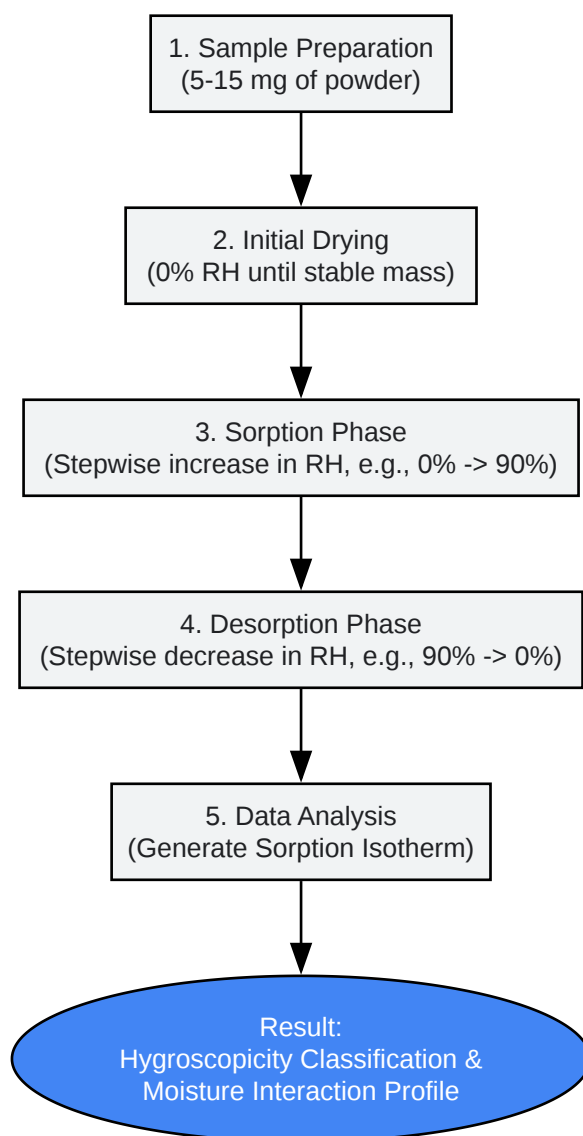 1. Sample Preparation
(5-15 mg of powder)
2. Initial Drying
(0% RH until stable mass)
3. Sorption Phase
(Stepwise increase in RH, e.g., 0% -> 90%)
4. Desorption Phase
(Stepwise decrease in RH, e.g., 90% -> 0%)
5. Data Analysis
(Generate Sorption Isotherm)
Result:
Hygroscopicity Classification &
Moisture Interaction Profile